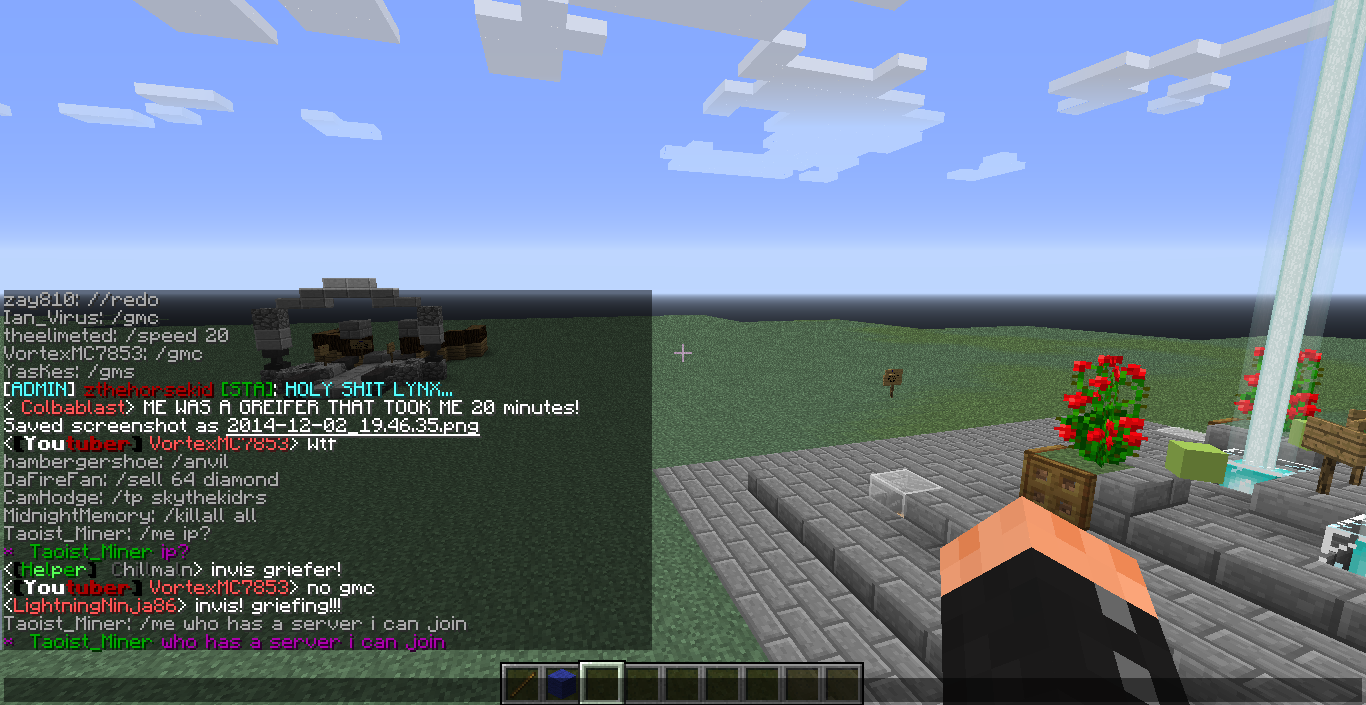 zay810: //redo
Ian_Virus: /gmc
theelimeted: /speed 20
VortexMC7853: /gmc
YasKes: /gms
[ADMIN] zthehorsekid [STA]: HOLY SHIT LYNX...
< Colbablast> ME WAS A GREIFER THAT TOOK ME 20 minutes!
Saved screenshot as 2014-12-02_19.46.35.png
<[Youtuber] VortexMC7853> Wtf
hambergershoe: /anvil
DaFireFan: /sell 64 diamond
CamHodge: /tp skythekidrs
MidnightMemory: /killall all
Taoist_Miner: /me ip?
* Taoist_Miner ip?
<[Helper] Chillmaln> invis griefer!
<[Youtuber] VortexMC7853> no gmc
<LightningNinja86> invis! griefing!!!
Taoist_Miner: /me who has a server i can join
* Taoist_Miner who has a server i can join